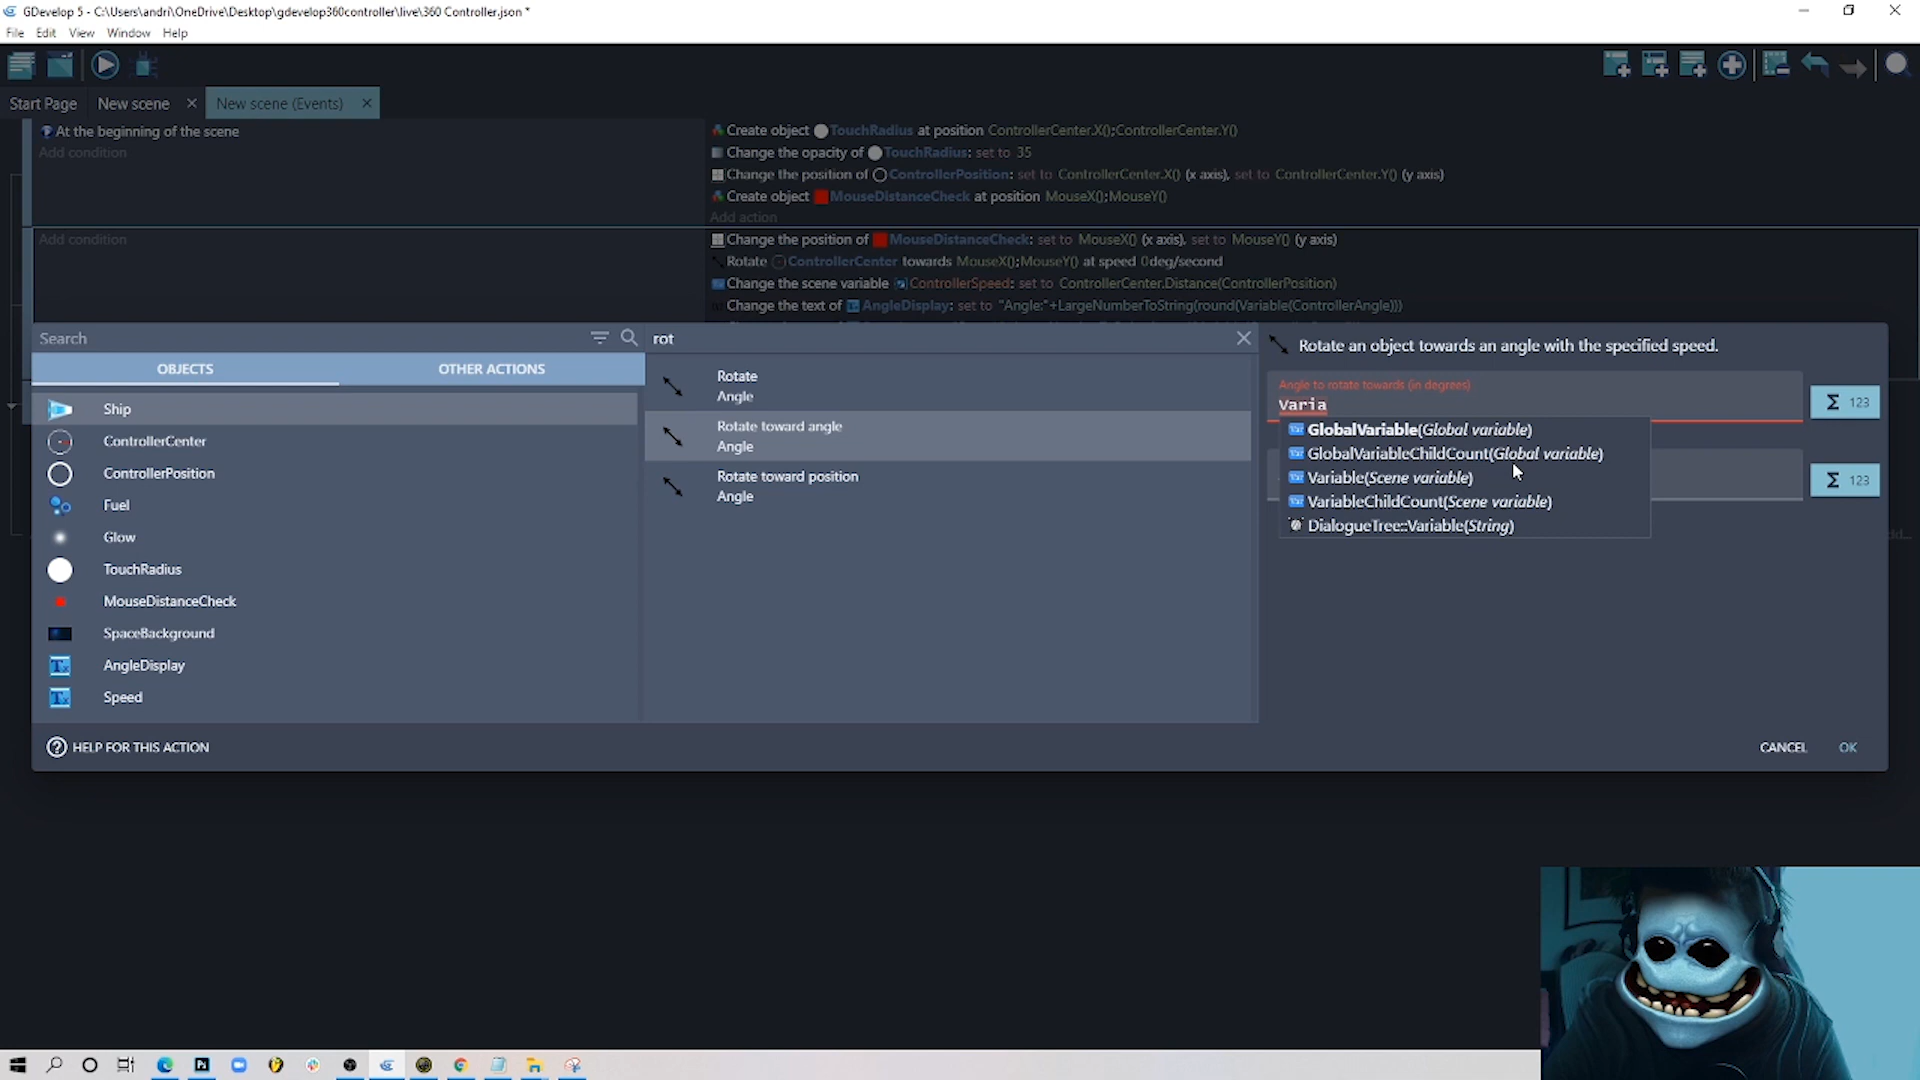 GDevelop 5 - C:\Users\andri\OneDrive\Desktop\gdevelop360controller\live\360 Controller.json *
File Edit View Window Help
Start Page New scene × New scene (Events) ×
At the beginning of the scene
Add condition
Create object TouchRadius at position ControllerCenter.X();ControllerCenter.Y()
Change the opacity of TouchRadius: set to 35
Change the position of ControllerPosition: set to ControllerCenter.X() (x axis), set to ControllerCenter.Y() (y axis)
Create object MouseDistanceCheck at position MouseX();MouseY()
Add action
Add condition
Change the position of MouseDistanceCheck: set to MouseX() (x axis), set to MouseY() (y axis)
Rotate ControllerCenter towards MouseX();MouseY() at speed 0deg/second
Change the scene variable ControllerSpeed: set to ControllerCenter.Distance(ControllerPosition)
Change the text of AngleDisplay: set to "Angle:"+LargeNumberToString(round(Variable(ControllerAngle)))
Search
OBJECTS OTHER ACTIONS
Ship
ControllerCenter
ControllerPosition
Fuel
Glow
TouchRadius
MouseDistanceCheck
SpaceBackground
AngleDisplay
Speed
rot
Rotate
Angle
Rotate toward angle
Angle
Rotate toward position
Angle
Rotate an object towards an angle with the specified speed.
Angle to rotate towards (in degrees)
Varia
Σ 123
GlobalVariable(Global variable)
GlobalVariableChildCount(Global variable)
Variable(Scene variable)
VariableChildCount(Scene variable)
DialogueTree::Variable(String)
Σ 123
HELP FOR THIS ACTION
CANCEL OK